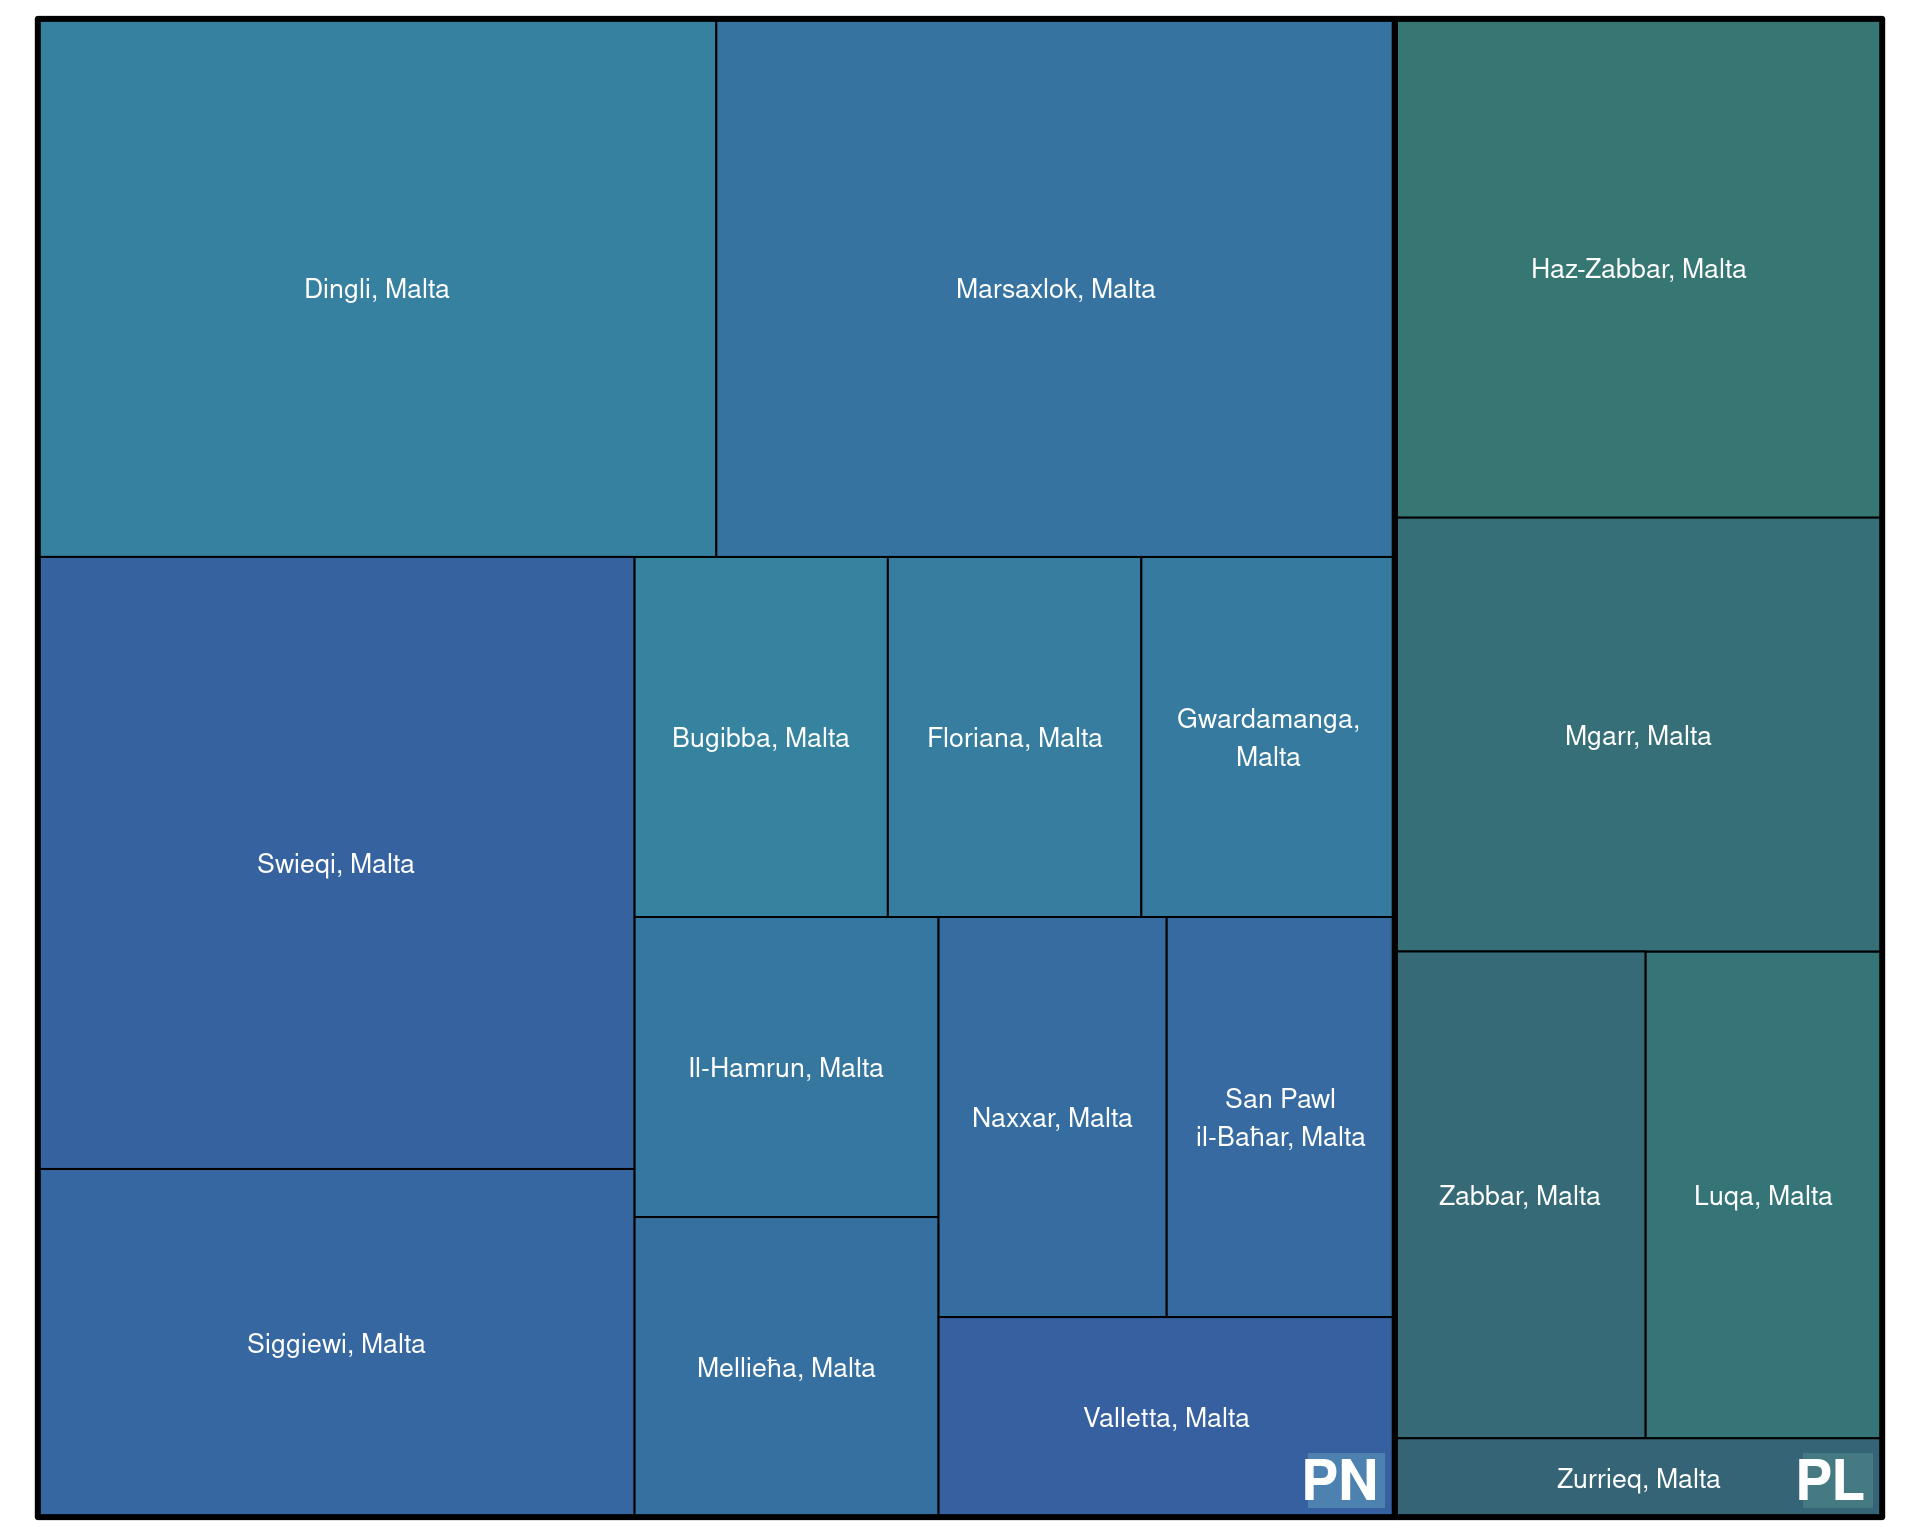 Dingli, Malta
Marsaxlok, Malta
Haz-Zabbar, Malta
Mgarr, Malta
Swieqi, Malta
Bugibba, Malta
Floriana, Malta
Gwardamanga,
Malta
Il-Hamrun, Malta
Naxxar, Malta
San Pawl
il-Baħar, Malta
Zabbar, Malta
Luqa, Malta
Siggiewi, Malta
Mellieħa, Malta
Valletta, Malta
PN
Zurrieq, Malta
PL